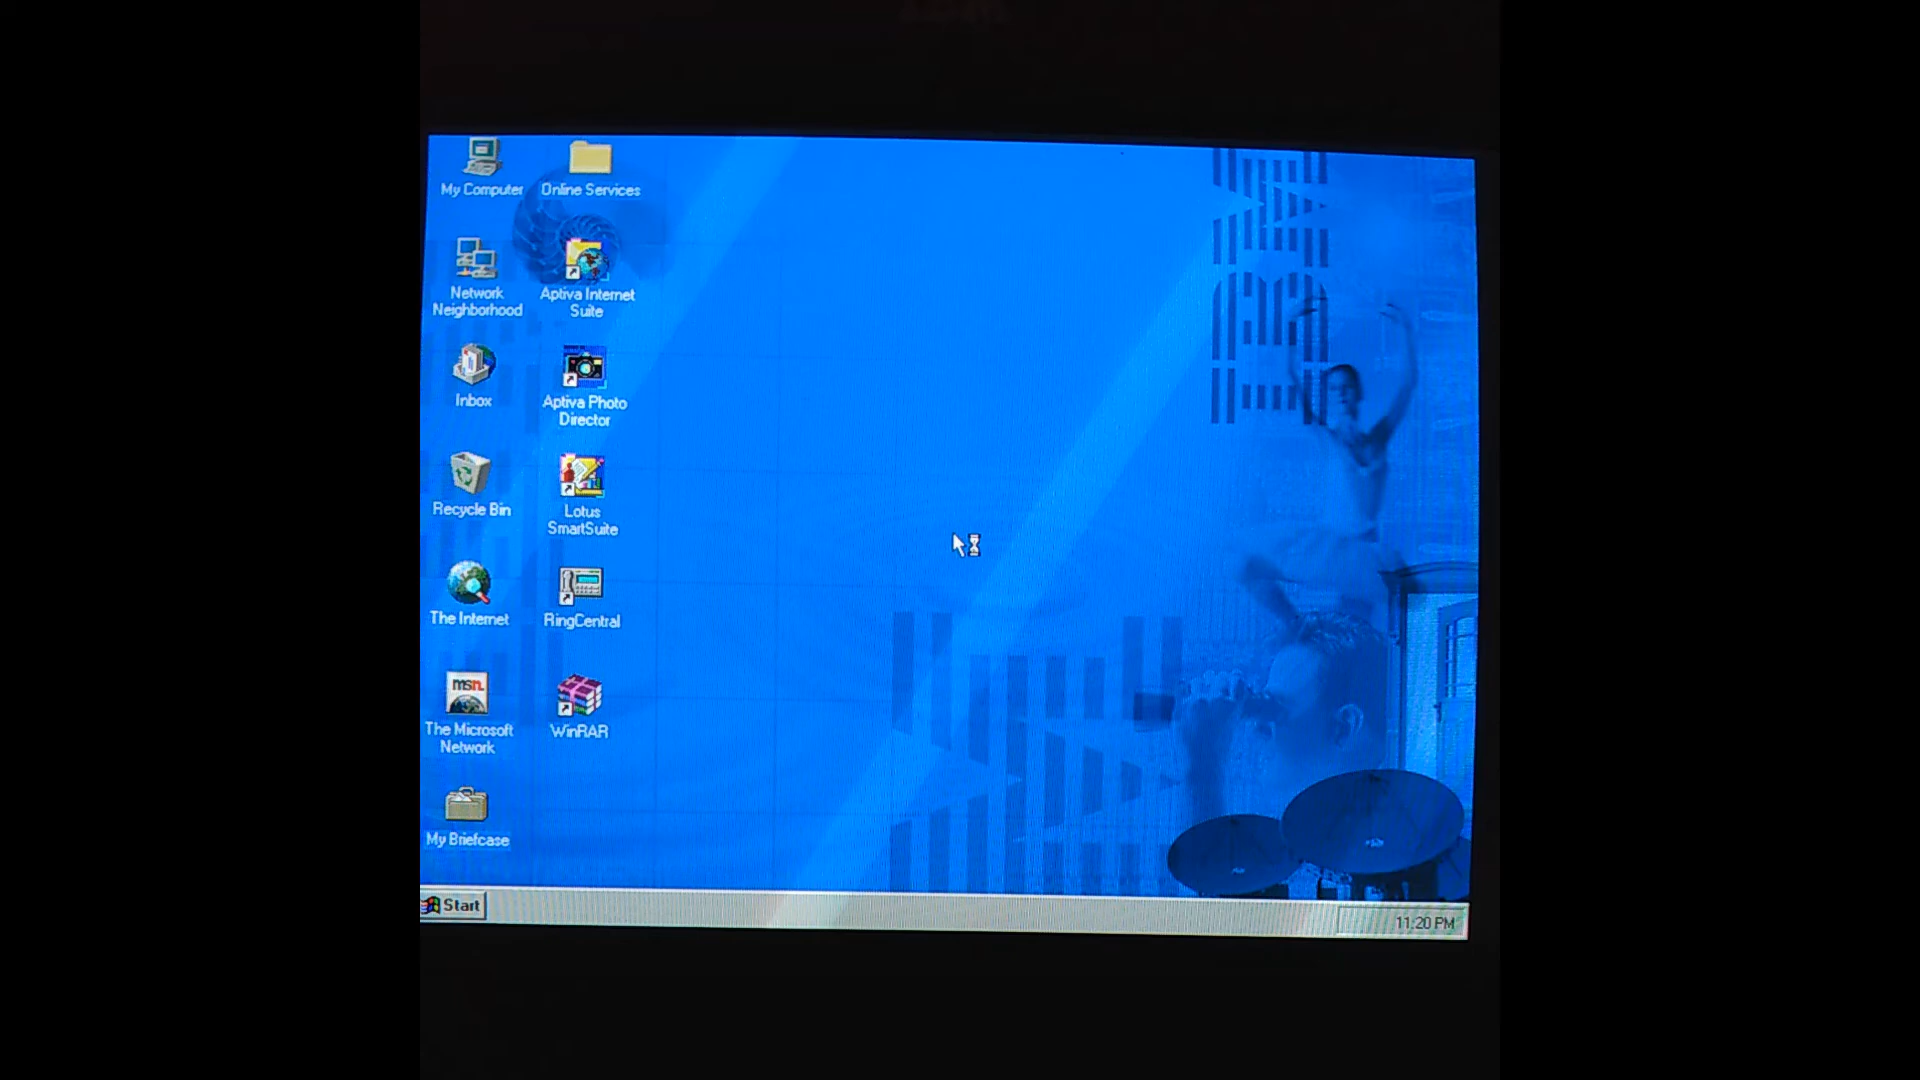 My Computer
Online Services
Network
Neighborhood
Aptiva Internet
Suite
Inbox
Aptiva Photo
Director
Recycle Bin
Lotus
SmartSuite
The Internet
RingCentral
msn
The Microsoft
Network
WinRAR
My Briefcase
IBM
Start
11:20 PM